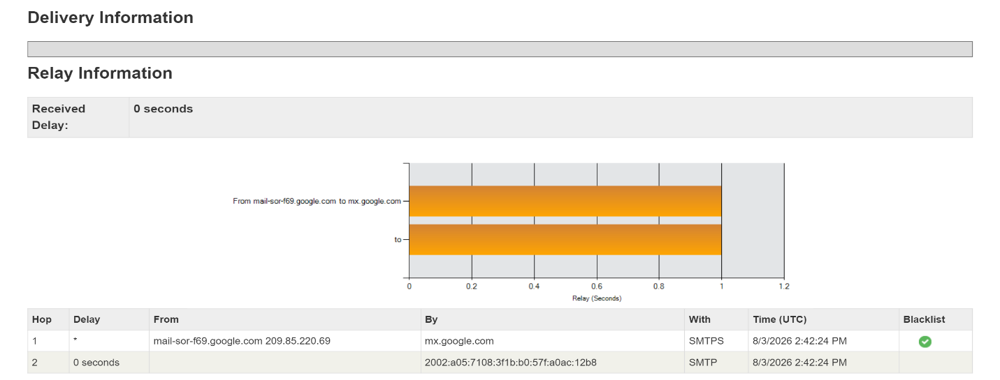 Delivery Information
Relay Information
Received Delay: 0 seconds
From mail-sor-f69.google.com to mx.google.com
to
0 0.2 0.4 0.6 0.8 1 1.2
Relay (Seconds)
Hop Delay From By With Time (UTC) Blacklist
1 * mail-sor-f69.google.com 209.85.220.69 mx.google.com SMTPS 8/3/2026 2:42:24 PM
2 0 seconds 2002:a05:7108:3f1b:b0:57f:a0ac:12b8 SMTP 8/3/2026 2:42:24 PM